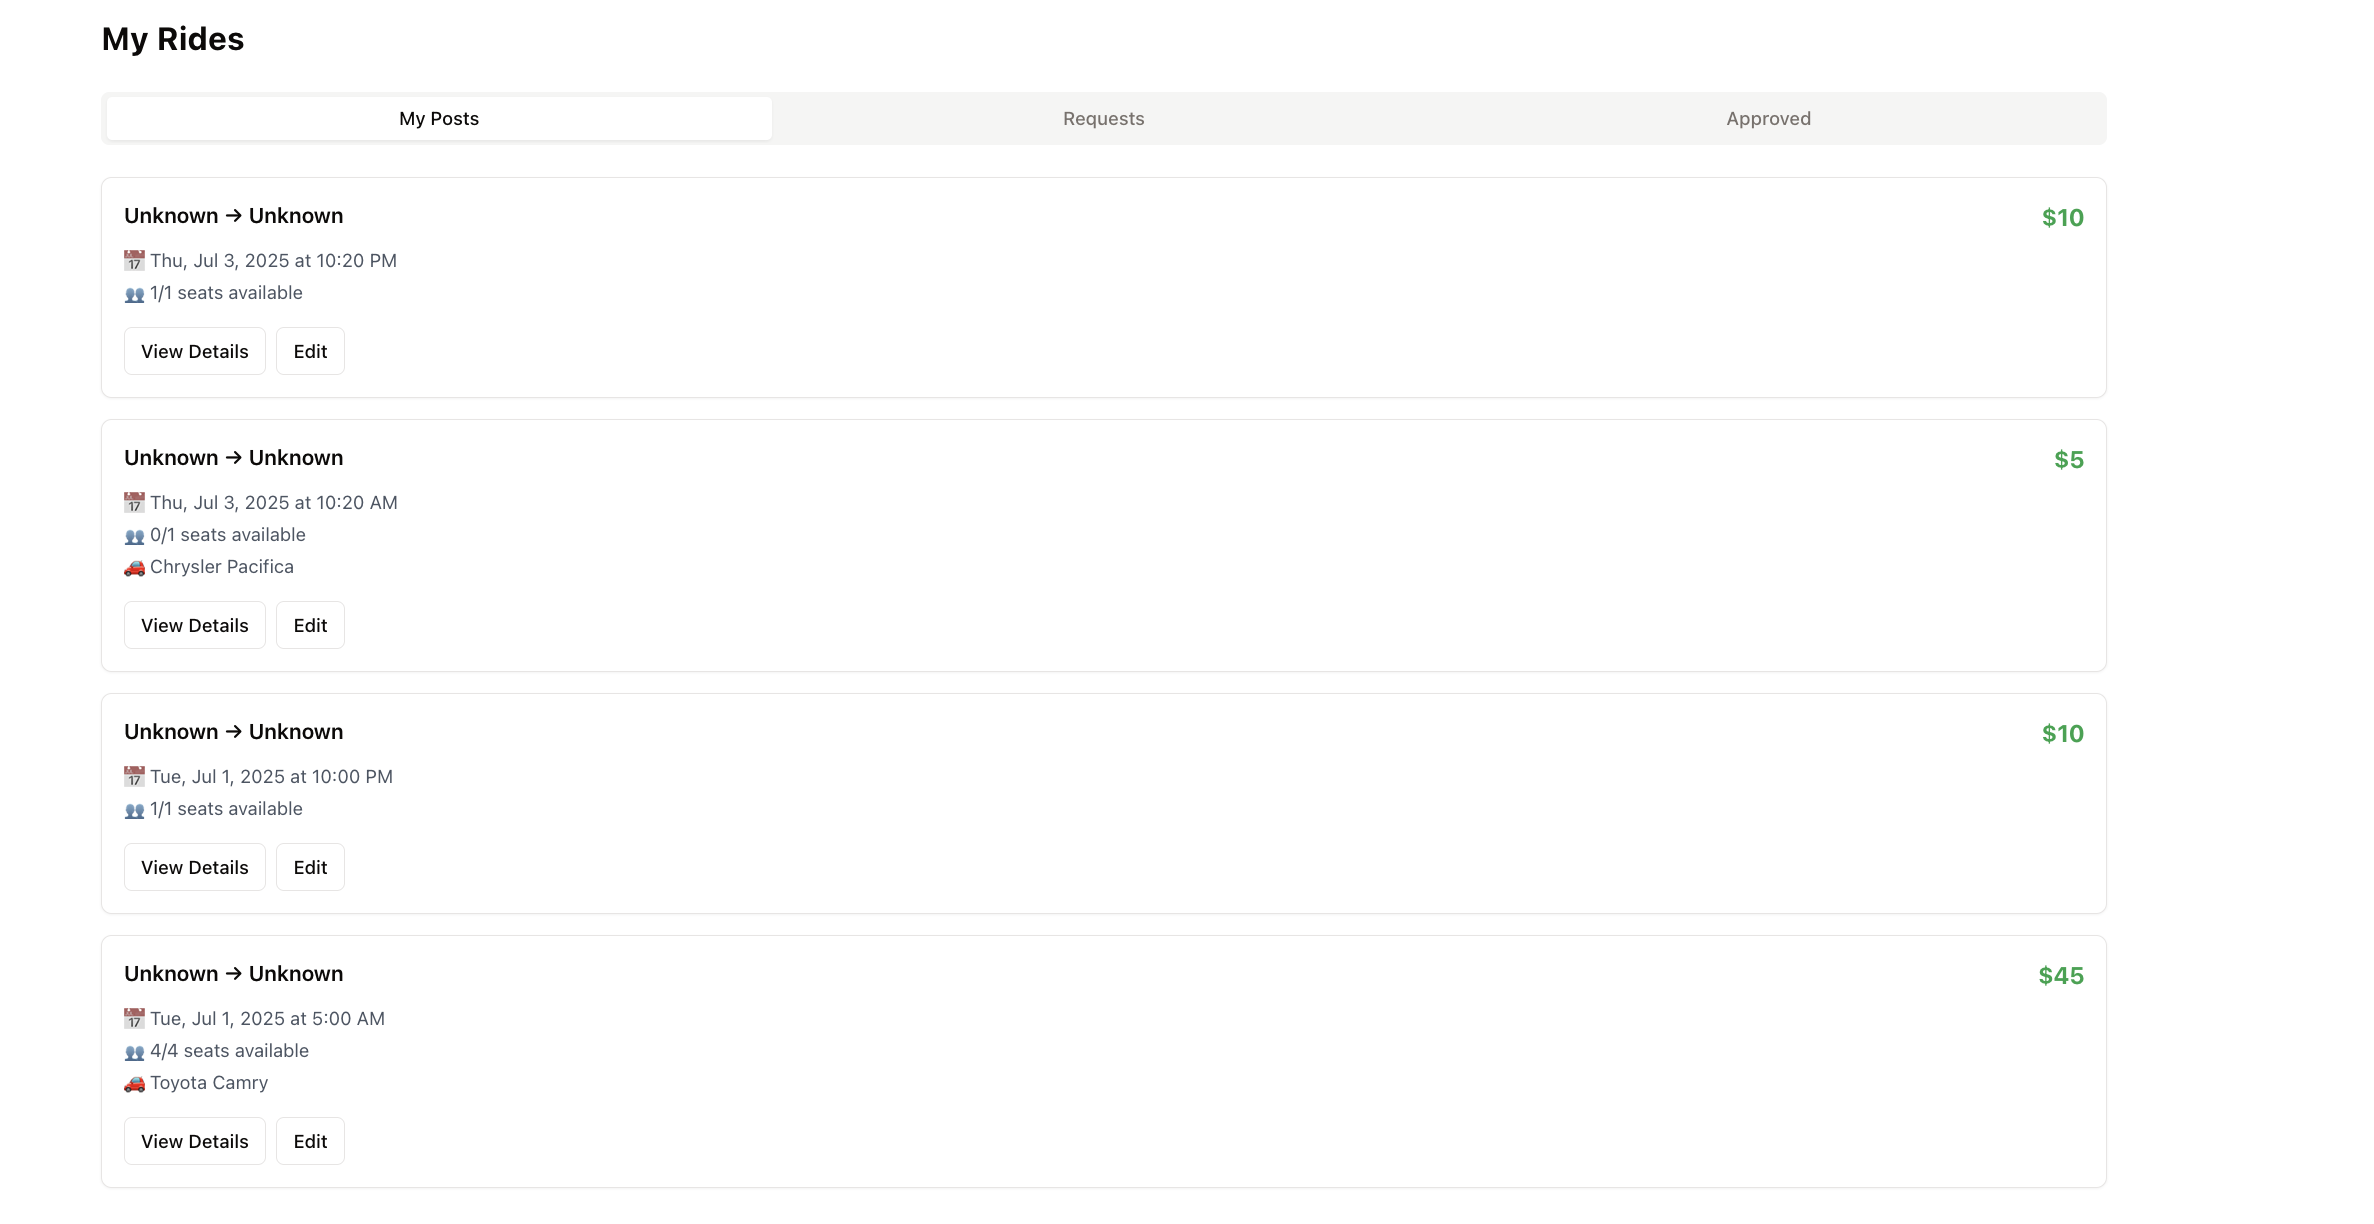 My Rides
My Posts
Requests
Approved
Unknown → Unknown
$10
17 Thu, Jul 3, 2025 at 10:20 PM
1/1 seats available
View Details
Edit
Unknown → Unknown
$5
17 Thu, Jul 3, 2025 at 10:20 AM
0/1 seats available
Chrysler Pacifica
View Details
Edit
Unknown → Unknown
$10
17 Tue, Jul 1, 2025 at 10:00 PM
1/1 seats available
View Details
Edit
Unknown → Unknown
$45
17 Tue, Jul 1, 2025 at 5:00 AM
4/4 seats available
Toyota Camry
View Details
Edit